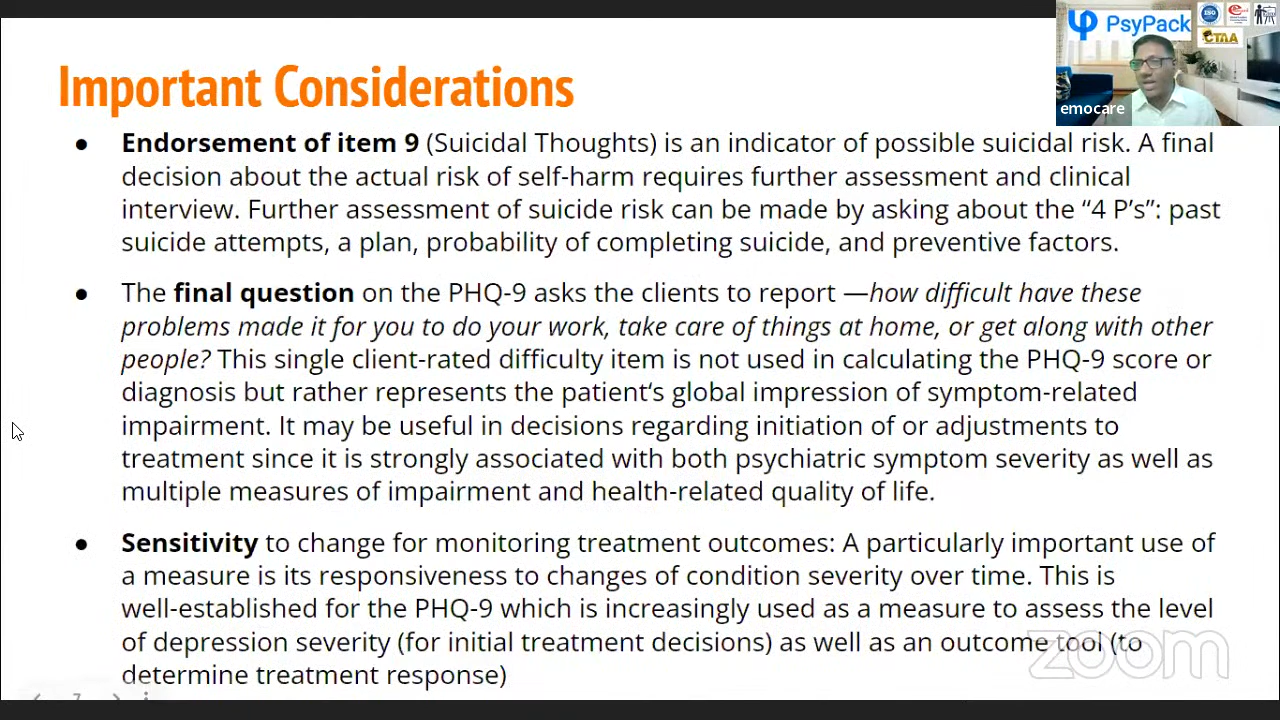 PsyPack
ISO
CTAA
emocare
Important Considerations
● Endorsement of item 9 (Suicidal Thoughts) is an indicator of possible suicidal risk. A final
decision about the actual risk of self-harm requires further assessment and clinical
interview. Further assessment of suicide risk can be made by asking about the “4 P’s”: past
suicide attempts, a plan, probability of completing suicide, and preventive factors.
● The final question on the PHQ-9 asks the clients to report —how difficult have these
problems made it for you to do your work, take care of things at home, or get along with other
people? This single client-rated difficulty item is not used in calculating the PHQ-9 score or
diagnosis but rather represents the patient‘s global impression of symptom-related
impairment. It may be useful in decisions regarding initiation of or adjustments to
treatment since it is strongly associated with both psychiatric symptom severity as well as
multiple measures of impairment and health-related quality of life.
● Sensitivity to change for monitoring treatment outcomes: A particularly important use of
a measure is its responsiveness to changes of condition severity over time. This is
well-established for the PHQ-9 which is increasingly used as a measure to assess the level
of depression severity (for initial treatment decisions) as well as an outcome tool (to
determine treatment response)
zoom
7